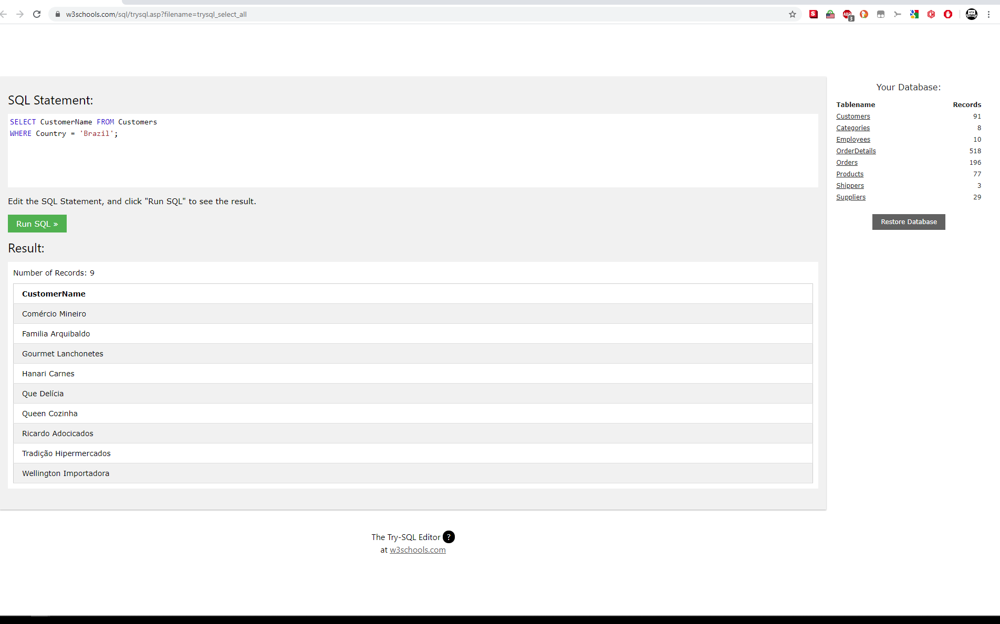 w3schools.com/sql/trysql.asp?filename=trysql_select_all
S
ABP
3
SQL Statement:
SELECT CustomerName FROM Customers
WHERE Country = 'Brazil';
Edit the SQL Statement, and click "Run SQL" to see the result.
Run SQL »
Result:
Number of Records: 9
CustomerName
Comércio Mineiro
Familia Arquibaldo
Gourmet Lanchonetes
Hanari Carnes
Que Delícia
Queen Cozinha
Ricardo Adocicados
Tradição Hipermercados
Wellington Importadora
Your Database:
Tablename Records
Customers 91
Categories 8
Employees 10
OrderDetails 518
Orders 196
Products 77
Shippers 3
Suppliers 29
Restore Database
The Try-SQL Editor ?
at w3schools.com